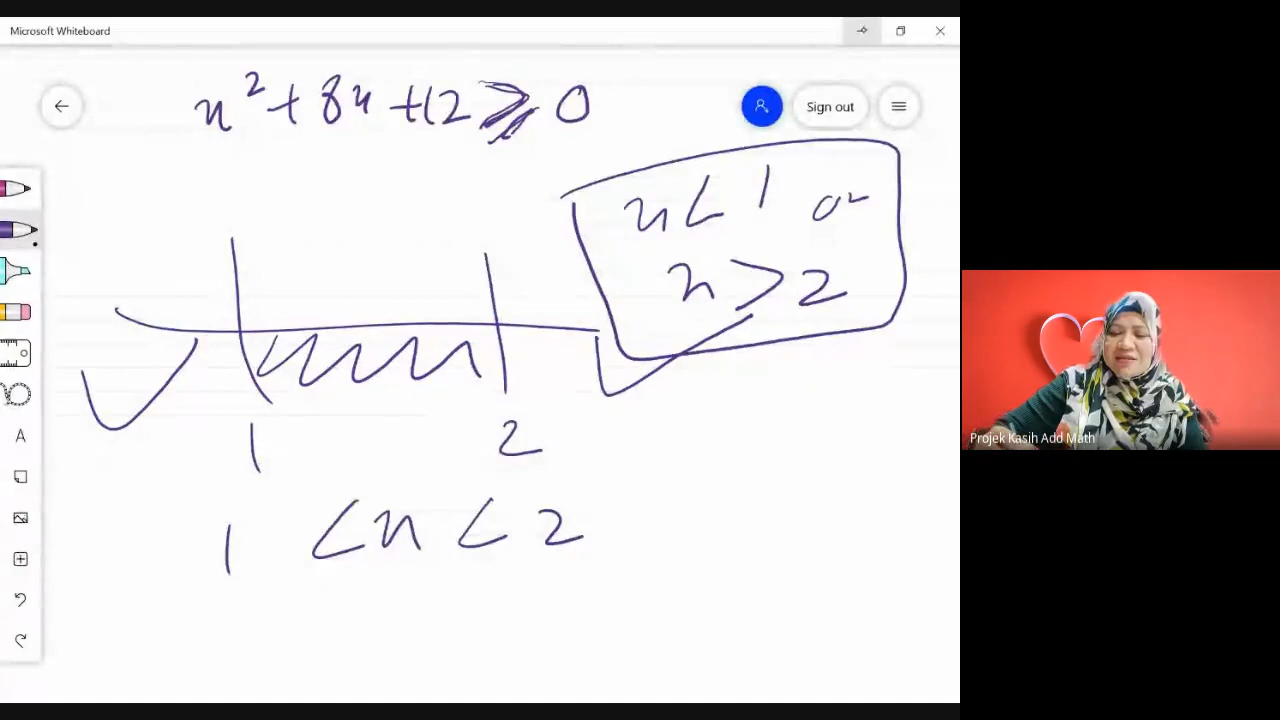 Microsoft Whiteboard
x² + 8x + 12 ≥ 0
Sign out
x < 1 or
x > 2
1 2
1 < x < 2
A
Projek Kasih Add Math